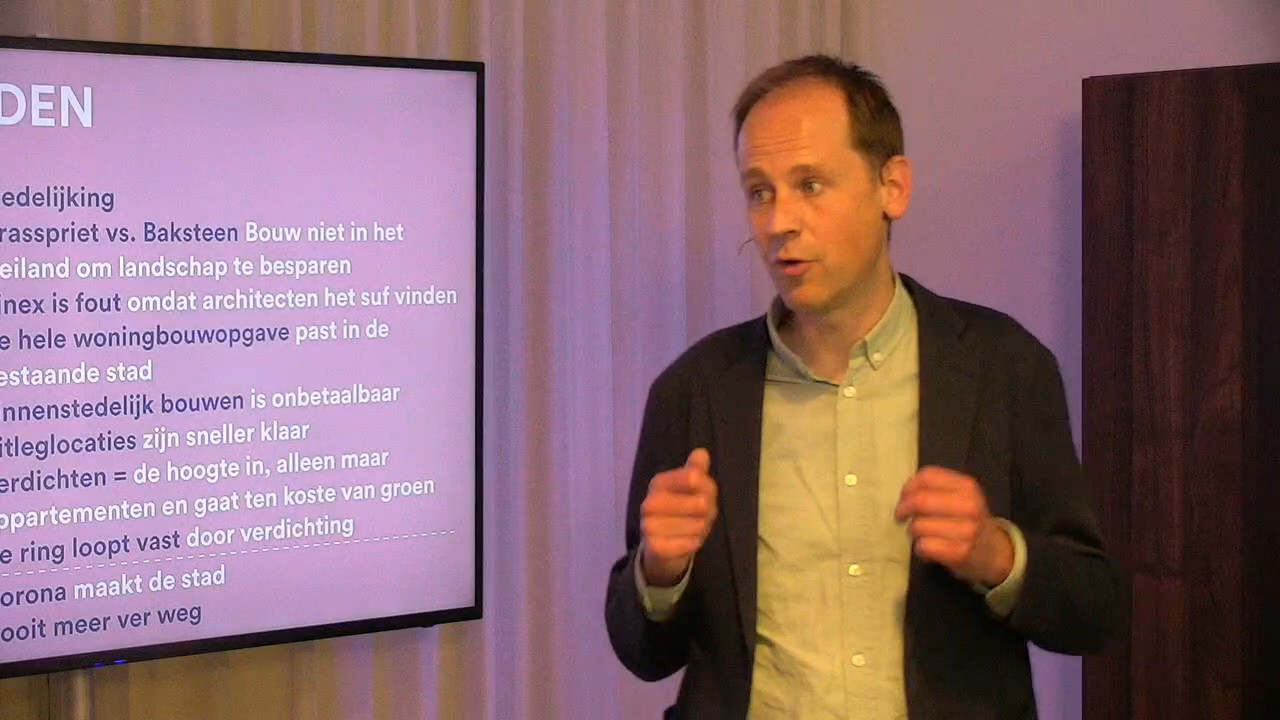 DEN
edelijking
rasspriet vs. Baksteen Bouw niet in het
eiland om landschap te besparen
inex is fout omdat architecten het suf vinden
e hele woningbouwopgave past in de
estaande stad
innenstedelijk bouwen is onbetaalbaar
itleglocaties zijn sneller klaar
erdichten = de hoogte in, alleen maar
ppartementen en gaat ten koste van groen
e ring loopt vast door verdichting
orona maakt de stad
ooit meer ver weg